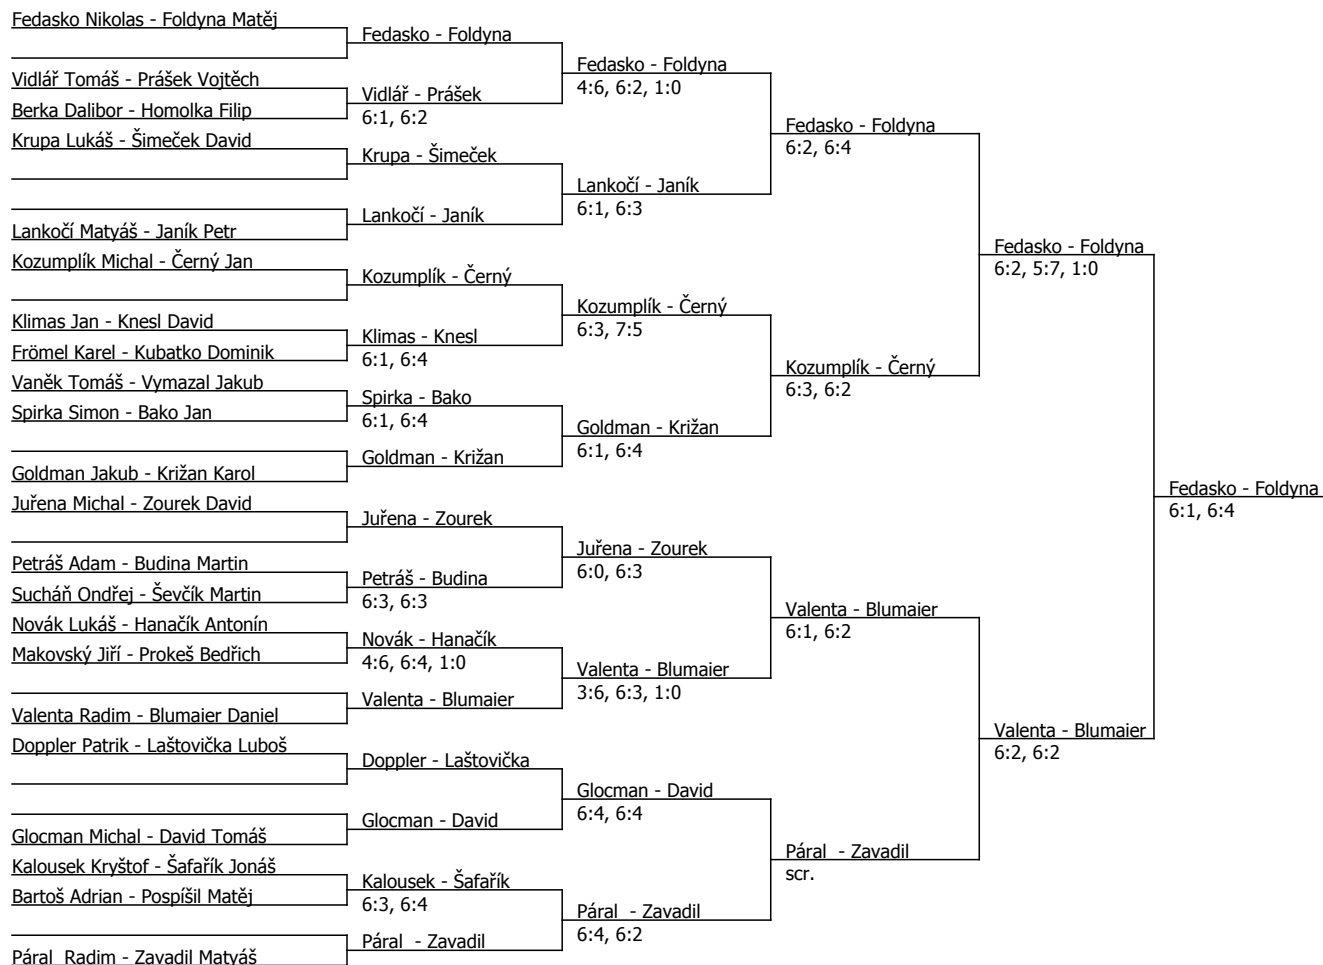 Fedasko Nikolas - Foldyna Matěj
Vidlář Tomáš - Prášek Vojtěch
Berka Dalibor - Homolka Filip
Krupa Lukáš - Šimeček David
Lankočí Matyáš - Janík Petr
Kozumplík Michal - Černý Jan
Klimas Jan - Knesl David
Frömel Karel - Kubatko Dominik
Vaněk Tomáš - Vymazal Jakub
Spirka Simon - Bako Jan
Goldman Jakub - Križan Karol
Juřena Michal - Zourek David
Petráš Adam - Budina Martin
Sucháň Ondřej - Ševčík Martin
Novák Lukáš - Hanačík Antonín
Makovský Jiří - Prokeš Bedřich
Valenta Radim - Blumaier Daniel
Doppler Patrik - Laštovička Luboš
Glocman Michal - David Tomáš
Kalousek Kryštof - Šafařík Jonáš
Bartoš Adrian - Pospíšil Matěj
Páral  Radim - Zavadil Matyáš
Fedasko - Foldyna
Vidlář - Prášek
6:1, 6:2
Krupa - Šimeček
Lankočí - Janík
Kozumplík - Černý
Klimas - Knesl
6:1, 6:4
Spirka - Bako
6:1, 6:4
Goldman - Križan
Juřena - Zourek
Petráš - Budina
6:3, 6:3
Novák - Hanačík
4:6, 6:4, 1:0
Valenta - Blumaier
Doppler - Laštovička
Glocman - David
Kalousek - Šafařík
6:3, 6:4
Páral  - Zavadil
Fedasko - Foldyna
4:6, 6:2, 1:0
Lankočí - Janík
6:1, 6:3
Kozumplík - Černý
6:3, 7:5
Goldman - Križan
6:1, 6:4
Juřena - Zourek
6:0, 6:3
Valenta - Blumaier
3:6, 6:3, 1:0
Glocman - David
6:4, 6:4
Páral  - Zavadil
6:4, 6:2
Fedasko - Foldyna
6:2, 6:4
Kozumplík - Černý
6:3, 6:2
Valenta - Blumaier
6:1, 6:2
Páral  - Zavadil
scr.
Fedasko - Foldyna
6:2, 5:7, 1:0
Valenta - Blumaier
6:2, 6:2
Fedasko - Foldyna
6:1, 6:4